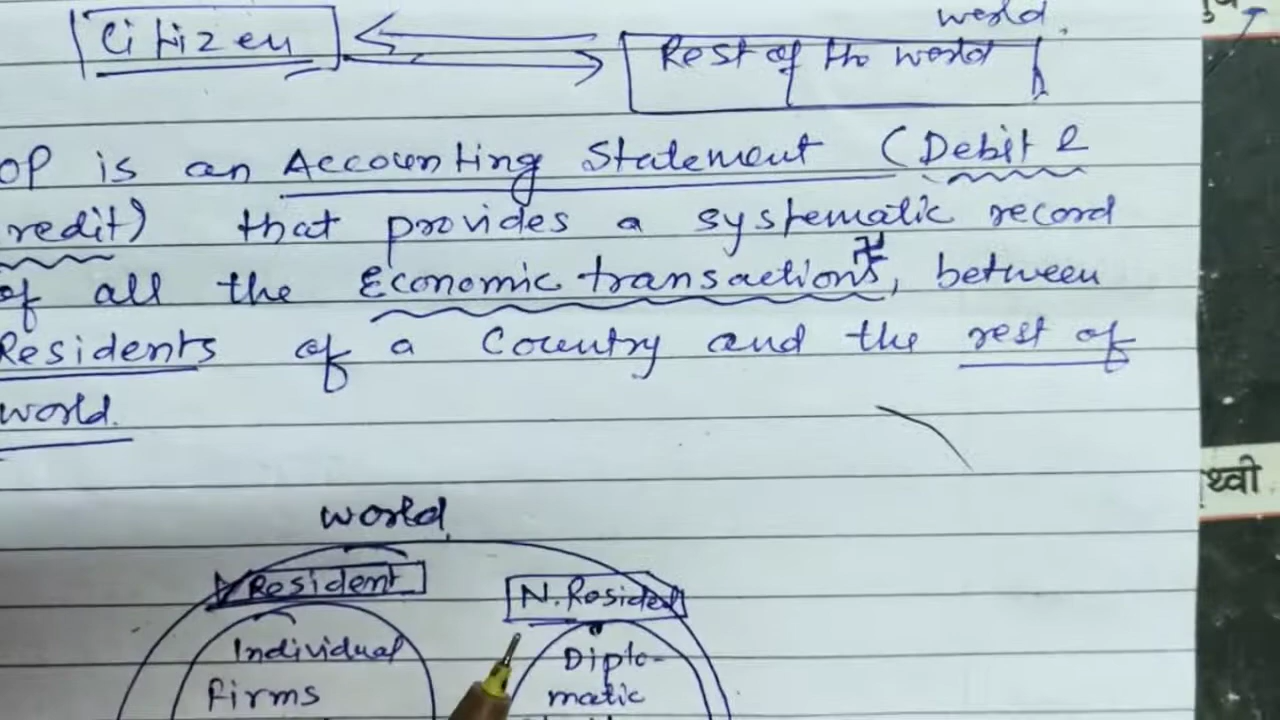 world.
Citizen
Rest of the world
OP is an Accounting Statement (Debit &
redit) that provides a systematic record
of all the Economic transactions, between
Residents of a Country and the rest of
world.
world
Resident
N. Resident
Individual
Firms
Diplo-
matic
थ्वी